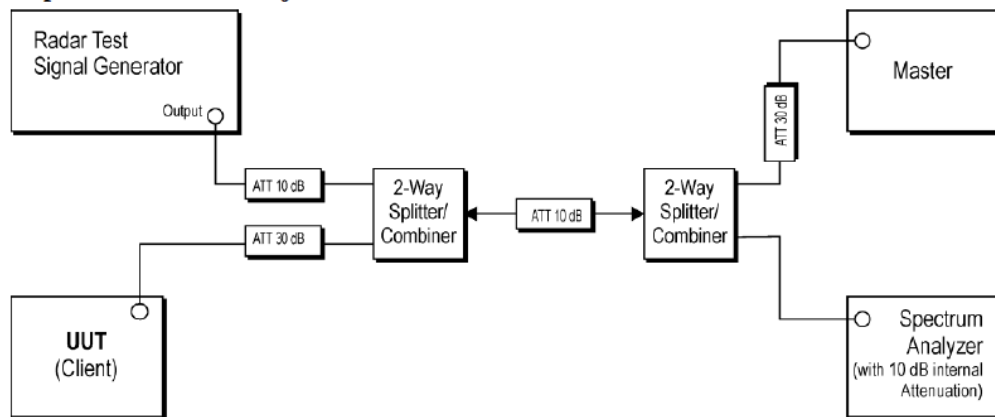 Radar Test
Signal Generator
Output
Master
ATT 30 dB
ATT 10 dB
2-Way
Splitter/
Combiner
ATT 10 dB
2-Way
Splitter/
Combiner
ATT 30 dB
UUT
(Client)
Spectrum
Analyzer
(with 10 dB internal
Attenuation)